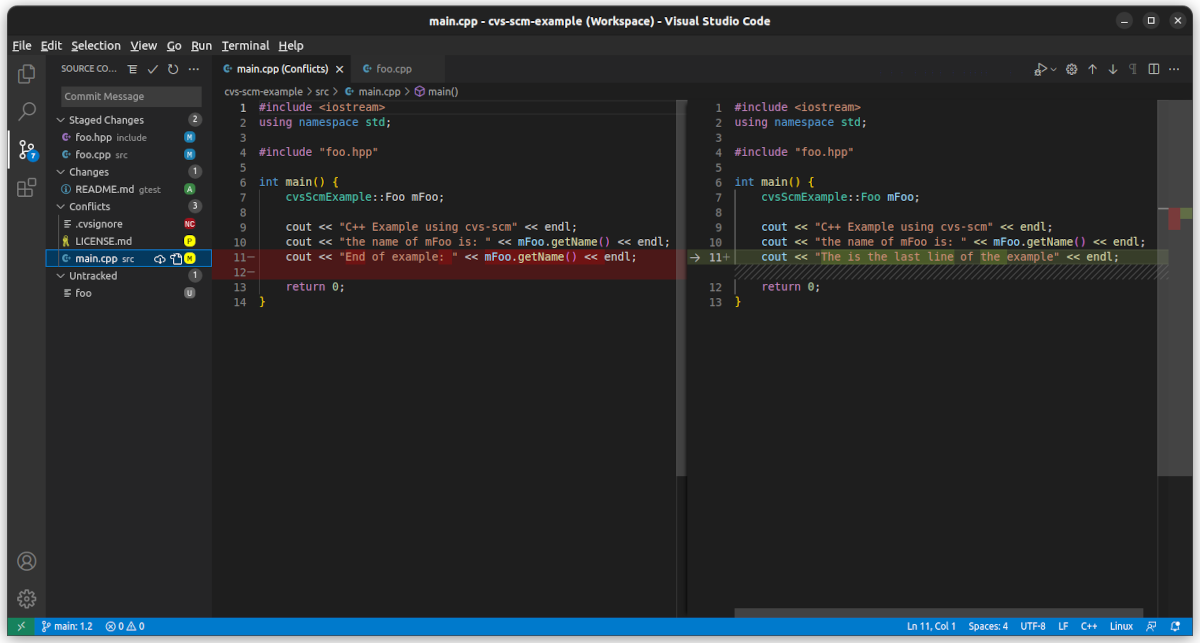 main.cpp - cvs-scm-example (Workspace) - Visual Studio Code
File Edit Selection View Go Run Terminal Help
SOURCE CO...
main.cpp (Conflicts)
foo.cpp
Commit Message
cvs-scm-example > src > main.cpp > main()
Staged Changes 2
foo.hpp include M
foo.cpp src M
Changes 1
README.md gtest A
Conflicts 3
.cvsignore NC
LICENSE.md P
main.cpp src M
Untracked 1
foo U
7
1 #include <iostream>
2 using namespace std;
3
4 #include "foo.hpp"
5
6 int main() {
7 cvsScmExample::Foo mFoo;
8
9 cout << "C++ Example using cvs-scm" << endl;
10 cout << "the name of mFoo is: " << mFoo.getName() << endl;
11− cout << "End of example; " << mFoo.getName() << endl;
12−
13 return 0;
14 }
1 #include <iostream>
2 using namespace std;
3
4 #include "foo.hpp"
5
6 int main() {
7 cvsScmExample::Foo mFoo;
8
9 cout << "C++ Example using cvs-scm" << endl;
10 cout << "the name of mFoo is: " << mFoo.getName() << endl;
11+ cout << "The is the last line of the example" << endl;
12 return 0;
13 }
main: 1.2 0 0 Ln 11, Col 1 Spaces: 4 UTF-8 LF C++ Linux